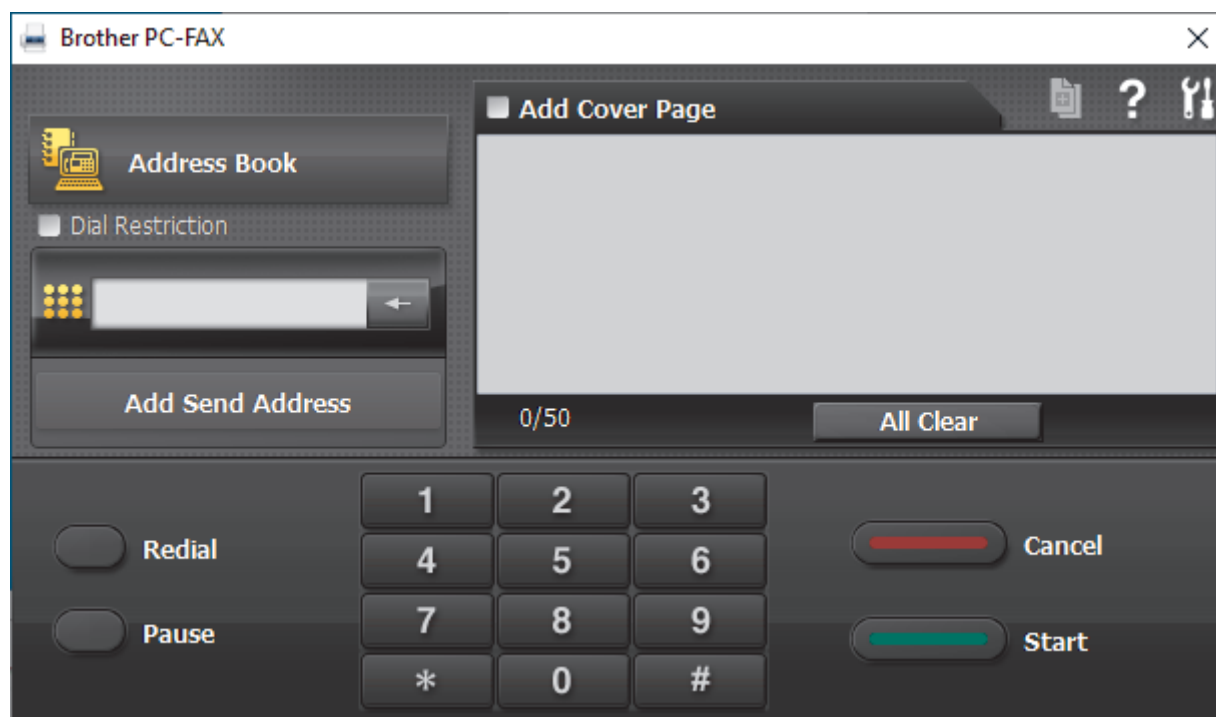 Brother PC-FAX
Add Cover Page
?
Address Book
Dial Restriction
Add Send Address
0/50
All Clear
1 2 3
Redial
4 5 6
Cancel
7 8 9
Pause
Start
* 0 #